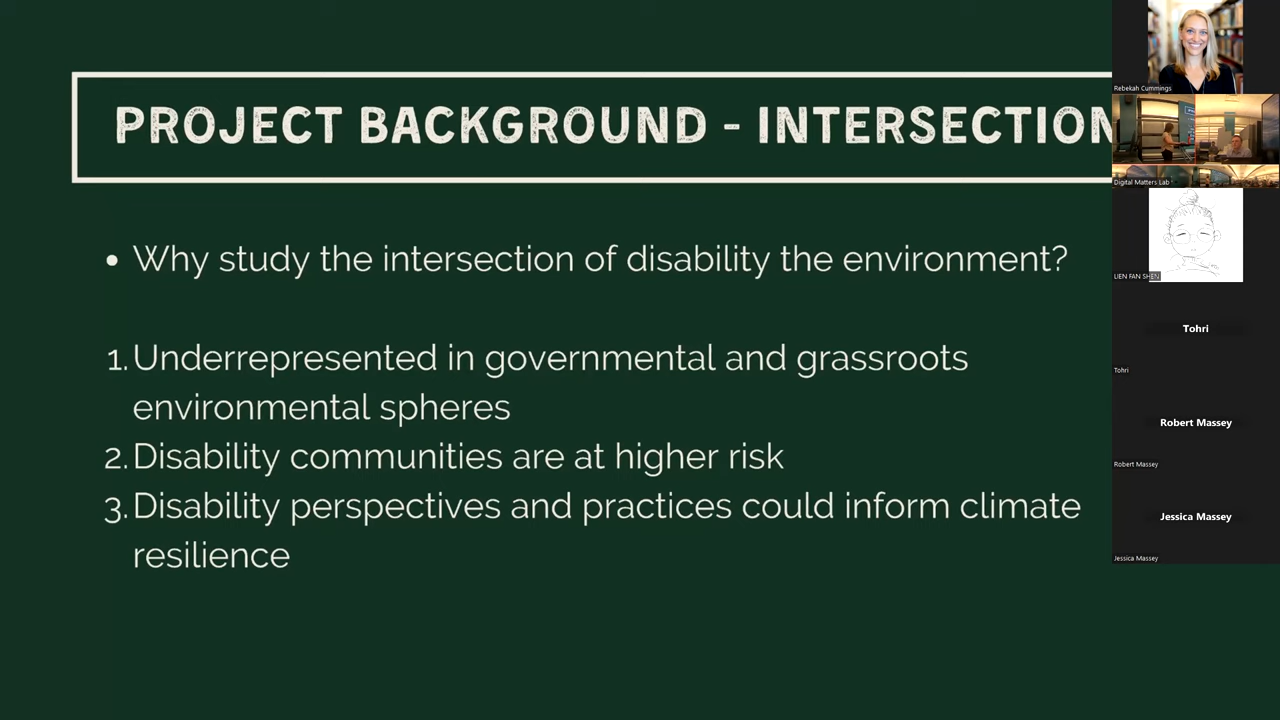 PROJECT BACKGROUND - INTERSECTION
• Why study the intersection of disability the environment?
1. Underrepresented in governmental and grassroots
environmental spheres
2. Disability communities are at higher risk
3. Disability perspectives and practices could inform climate
resilience
Rebekah Cummings
Digital Matters Lab
LIEN FAN SHEN
Tohri
Tohri
Robert Massey
Robert Massey
Jessica Massey
Jessica Massey